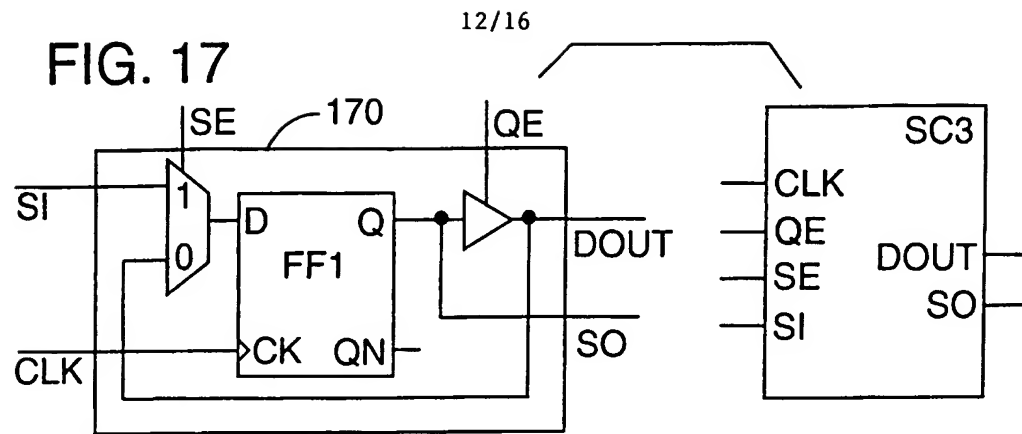 12/16
FIG. 17
SE
170
QE
SC3
SI
1
D
Q
CLK
0
FF1
DOUT
QE
DOUT
SE
SO
SI
CLK
CK
QN
SO